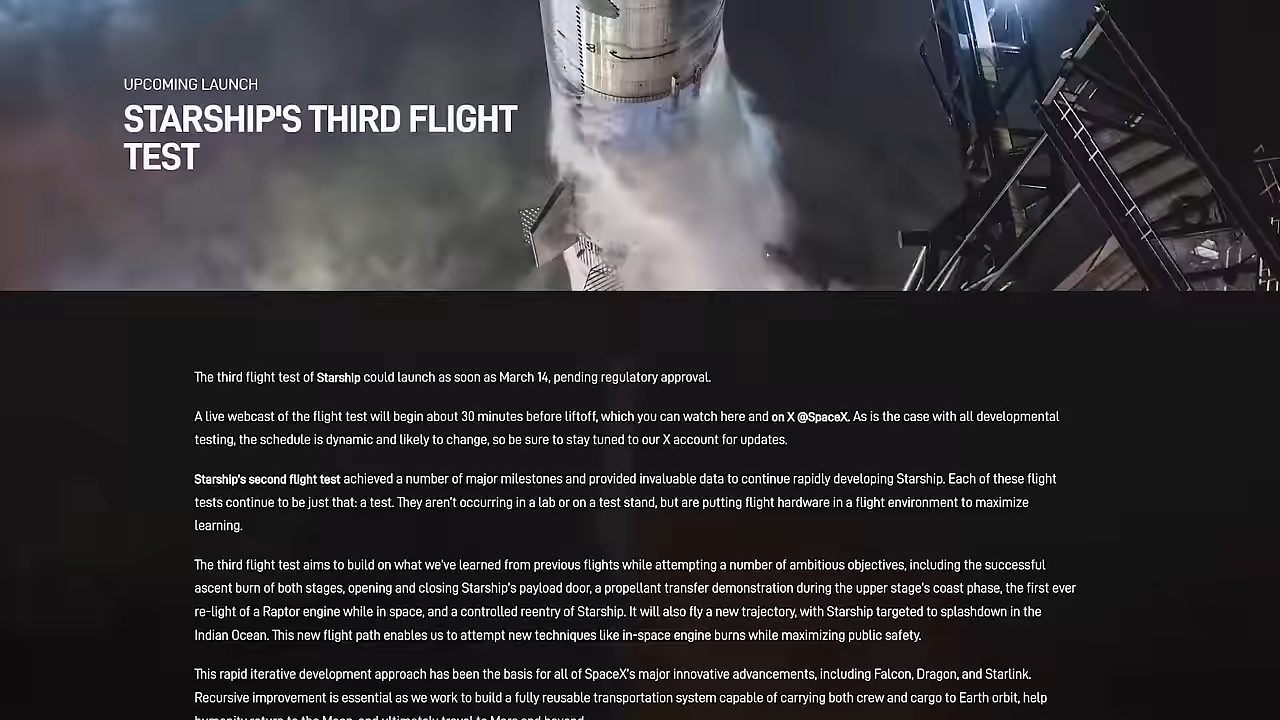 UPCOMING LAUNCH
STARSHIP'S THIRD FLIGHT
TEST
The third flight test of Starship could launch as soon as March 14, pending regulatory approval.
A live webcast of the flight test will begin about 30 minutes before liftoff, which you can watch here and on X @SpaceX. As is the case with all developmental
testing, the schedule is dynamic and likely to change, so be sure to stay tuned to our X account for updates.
Starship's second flight test achieved a number of major milestones and provided invaluable data to continue rapidly developing Starship. Each of these flight
tests continue to be just that: a test. They aren't occurring in a lab or on a test stand, but are putting flight hardware in a flight environment to maximize
learning.
The third flight test aims to build on what we've learned from previous flights while attempting a number of ambitious objectives, including the successful
ascent burn of both stages, opening and closing Starship's payload door, a propellant transfer demonstration during the upper stage's coast phase, the first ever
re-light of a Raptor engine while in space, and a controlled reentry of Starship. It will also fly a new trajectory, with Starship targeted to splashdown in the
Indian Ocean. This new flight path enables us to attempt new techniques like in-space engine burns while maximizing public safety.
This rapid iterative development approach has been the basis for all of SpaceX's major innovative advancements, including Falcon, Dragon, and Starlink.
Recursive improvement is essential as we work to build a fully reusable transportation system capable of carrying both crew and cargo to Earth orbit, help
humanity return to the Moon, and ultimately travel to Mars and beyond.